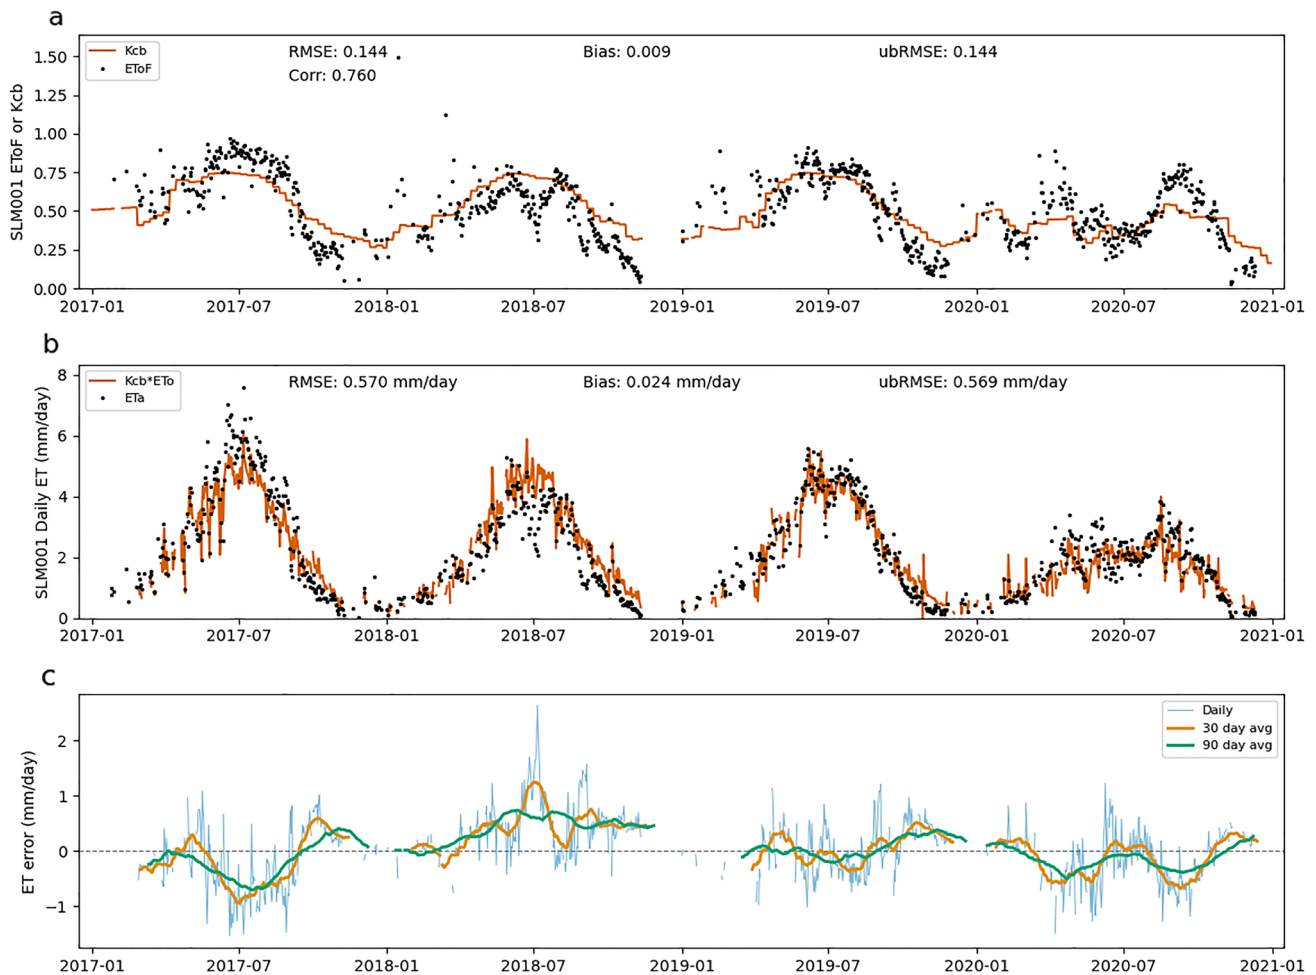 a
SLM001 EToF or Kcb
Kcb
EToF
RMSE: 0.144
Bias: 0.009
ubRMSE: 0.144
Corr: 0.760
1.50
1.25
1.00
0.75
0.50
0.25
0.00
2017-01 2017-07 2018-01 2018-07 2019-01 2019-07 2020-01 2020-07 2021-01
b
SLM001 Daily ET (mm/day)
Kcb*ETo
ETa
RMSE: 0.570 mm/day
Bias: 0.024 mm/day
ubRMSE: 0.569 mm/day
8
6
4
2
0
2017-01 2017-07 2018-01 2018-07 2019-01 2019-07 2020-01 2020-07 2021-01
c
ET error (mm/day)
Daily
30 day avg
90 day avg
2
1
0
−1
2017-01 2017-07 2018-01 2018-07 2019-01 2019-07 2020-01 2020-07 2021-01